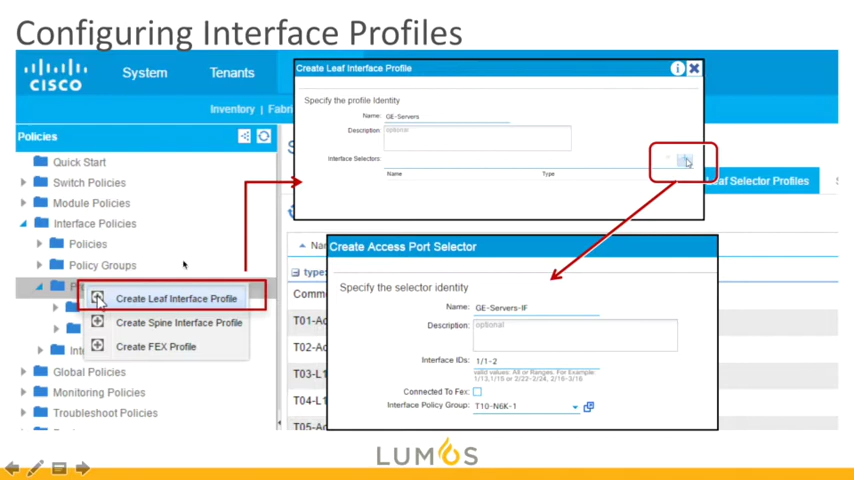 Configuring Interface Profiles
CISCO
System
Tenants
Inventory | Fabri
Policies
Quick Start
Switch Policies
Module Policies
Interface Policies
Policies
Policy Groups
Create Leaf Interface Profile
Create Spine Interface Profile
Create FEX Profile
Global Policies
Monitoring Policies
Troubleshoot Policies
Create Leaf Interface Profile
Specify the profile Identity
Name: GE-Servers
Description: optional
Interface Selectors:
Name Type
Leaf Selector Profiles
type:
T01-Ac
T02-Ac
T03-L1
T04-L1
T05-Ac
Create Access Port Selector
Specify the selector identity
Name: GE-Servers-IF
Description: optional
Interface IDs: 1/1-2
valid values: All or Ranges. For Example:
1/13,1/15 or 2/22-2/24, 2/16-3/16
Connected To Fex:
Interface Policy Group: T10-N6K-1
LUMOS